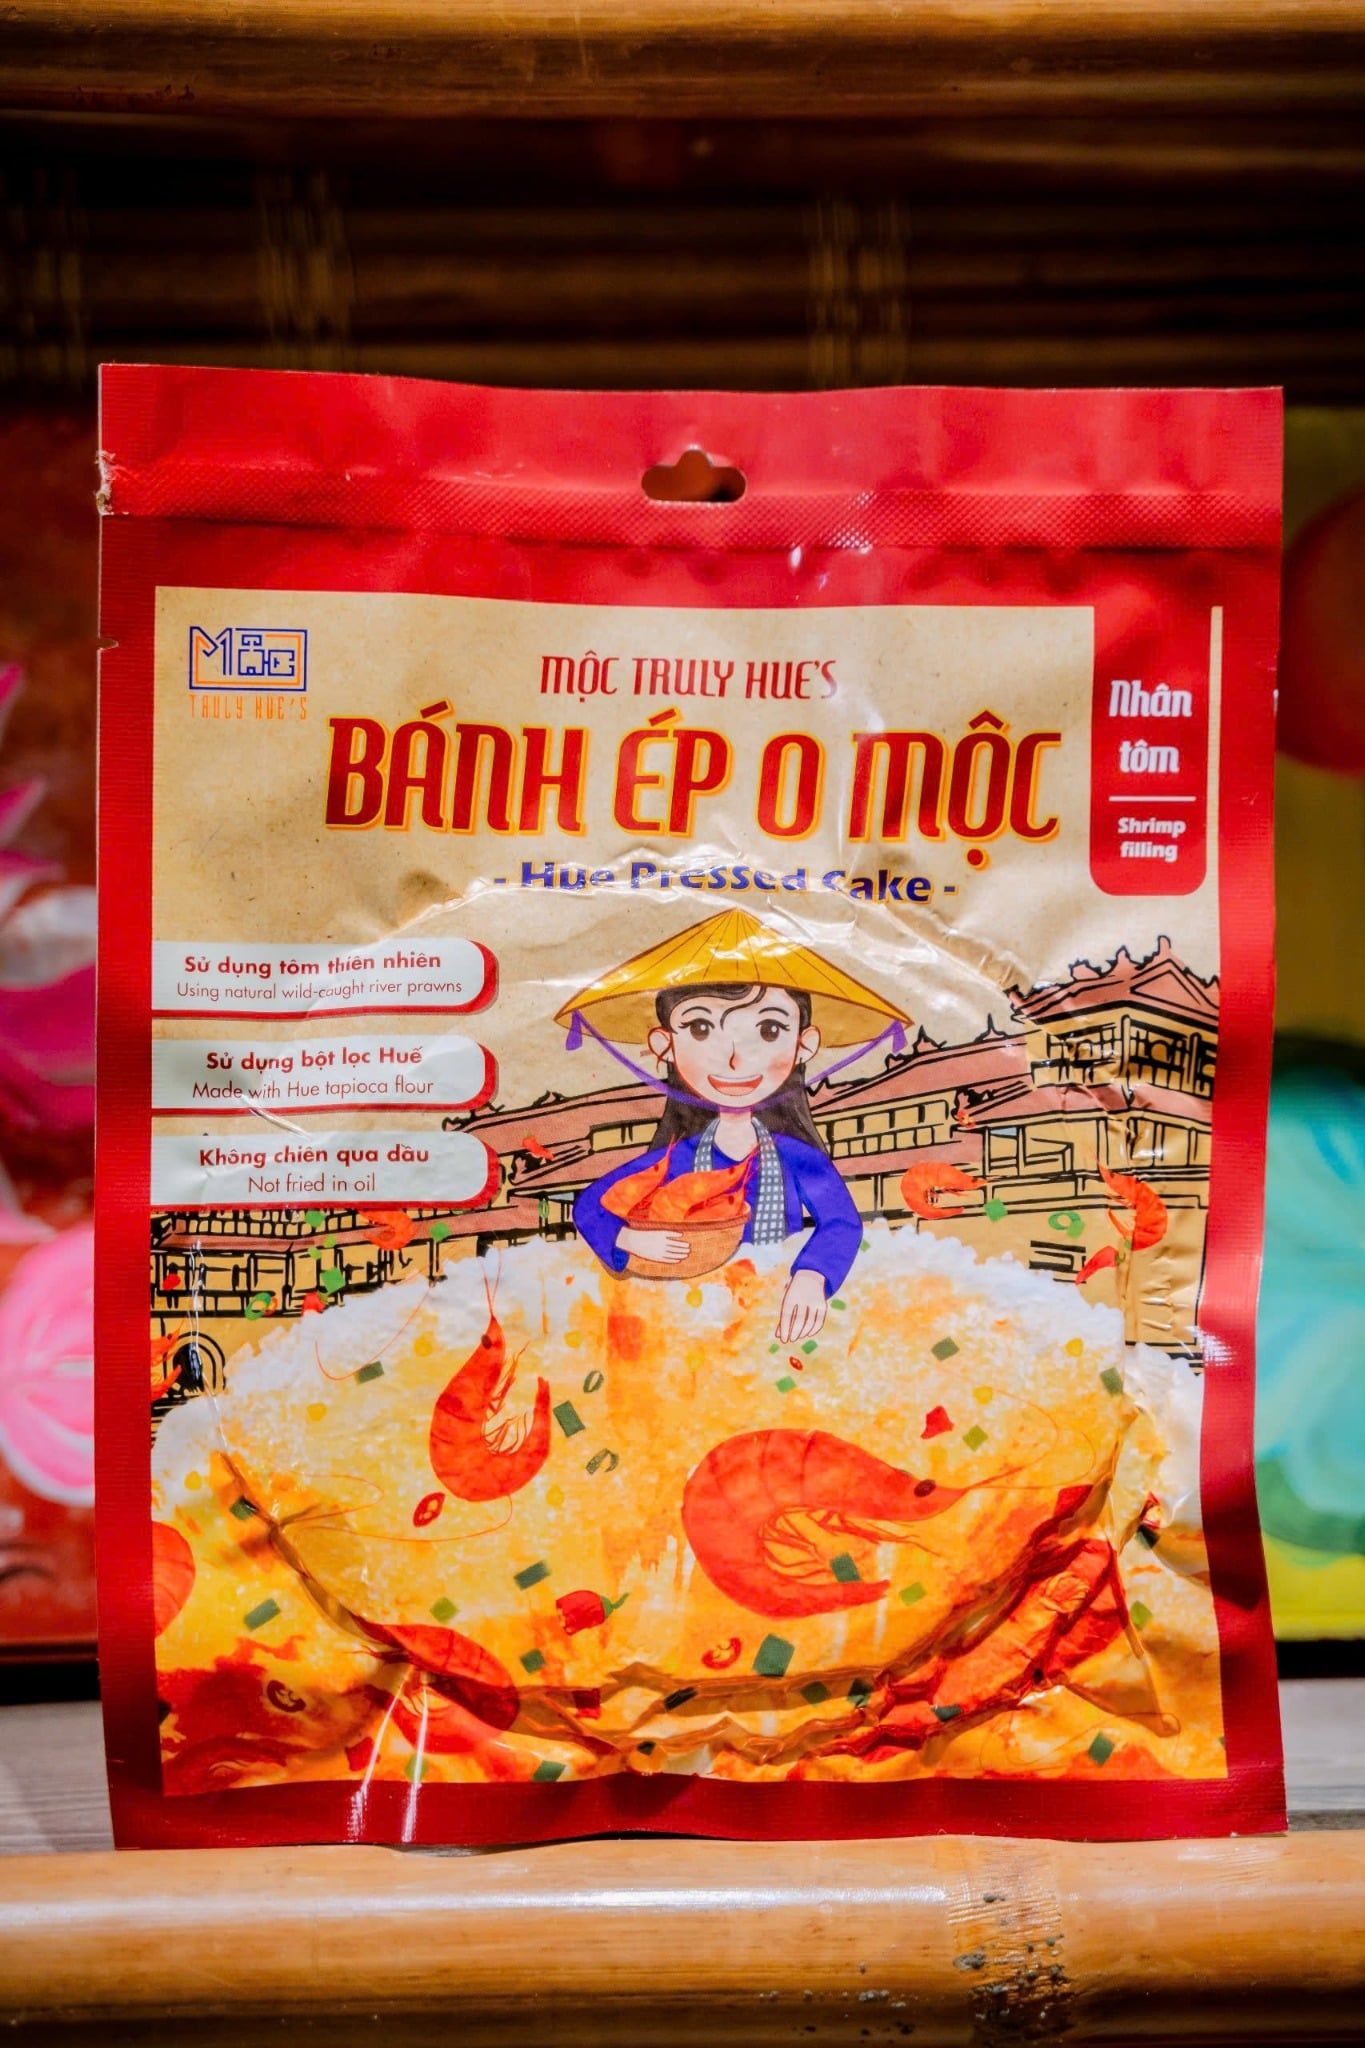 MỘC
TRULY HUE'S
MỘC TRULY HUE'S
BÁNH ÉP O MỘC
- Hue Pressed Cake -
Nhân
tôm
Shrimp
filling
Sử dụng tôm thiên nhiên
Using natural wild-caught river prawns
Sử dụng bột lọc Huế
Made with Hue tapioca flour
Không chiên qua dầu
Not fried in oil